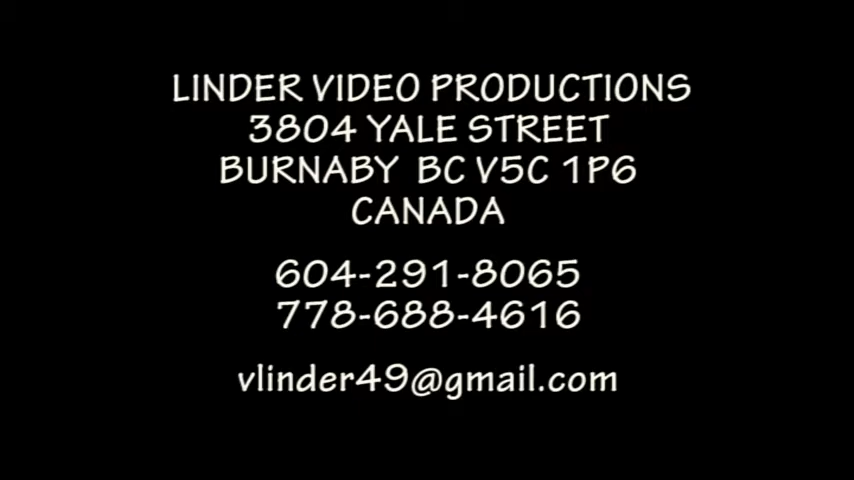 LINDER VIDEO PRODUCTIONS
3804 YALE STREET
BURNABY BC V5C 1P6
CANADA
604-291-8065
778-688-4616
vlinder49@gmail.com